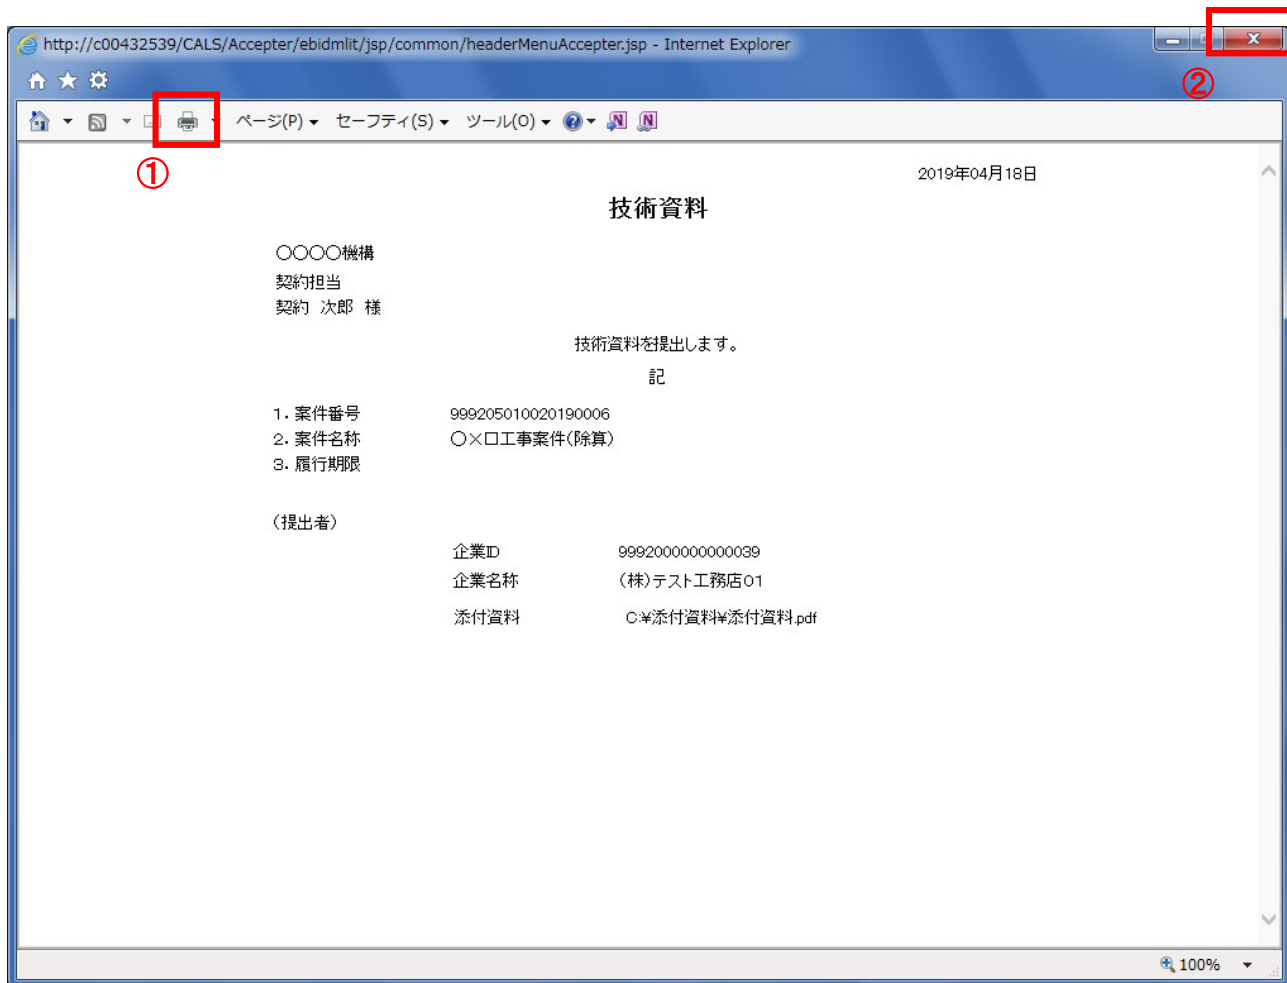 http://c00432539/CALS/Accepter/ebidmlit/jsp/common/headerMenuAccepter.jsp - Internet Explorer
②
ページ(P) セーフティ(S) ツール(O)
①
2019年04月18日
技術資料
〇〇〇〇機構
契約担当
契約 次郎 様
技術資料を提出します。
記
1. 案件番号 999205010020190006
2. 案件名称 〇×口工事案件(除算)
3. 履行期限
(提出者)
企業ID 9992000000000039
企業名称 (株)テスト工務店01
添付資料 C:¥添付資料¥添付資料.pdf
100%